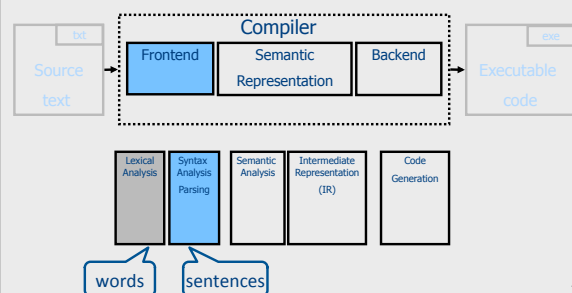 Compiler
txt
Source
text
Frontend
Semantic
Representation
Backend
exe
Executable
code
Lexical
Analysis
Syntax
Analysis
Parsing
Semantic
Analysis
Intermediate
Representation
(IR)
Code
Generation
words
sentences